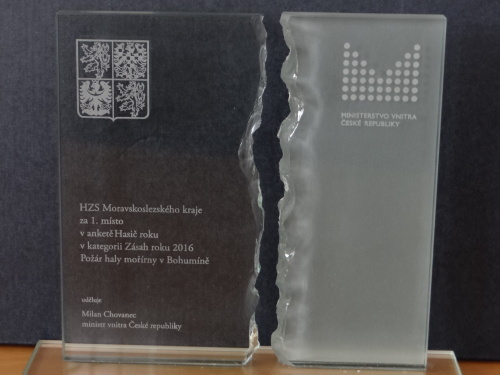 HZS Moravskoslezského kraje
za 1. místo
v anketě Hasič roku
v kategorii Zásah roku 2016
Požár haly mořírny v Bohumíně
uděluje
Milan Chovanec
ministr vnitra České republiky
MINISTERSTVO VNITRA
ČESKÉ REPUBLIKY